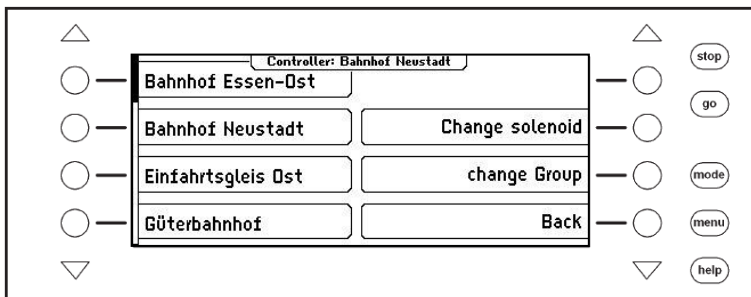 Controller: Bahnhof Neustadt
Bahnhof Essen-Ost
Bahnhof Neustadt
Change solenoid
Einfahrtsgleis Ost
change Group
Güterbahnhof
Back
stop
go
mode
menu
help